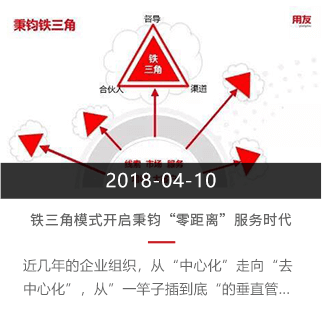 秉钧铁三角
用友
督导
铁
三角
合伙人
渠道
2018-04-10
铁三角模式开启秉钧“零距离”服务时代
近几年的企业组织，从“中心化”走向“去
中心化”，从”一竿子插到底“的垂直管...